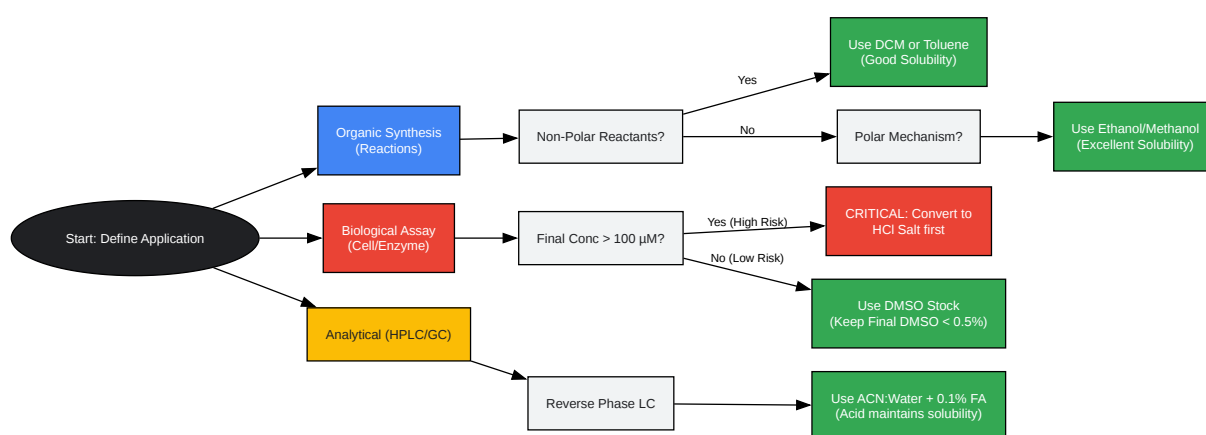 Start: Define Application
Organic Synthesis
(Reactions)
Non-Polar Reactants?
Yes
Use DCM or Toluene
(Good Solubility)
No
Polar Mechanism?
Use Ethanol/Methanol
(Excellent Solubility)
Biological Assay
(Cell/Enzyme)
Final Conc > 100 µM?
Yes (High Risk)
CRITICAL: Convert to
HCl Salt first
No (Low Risk)
Use DMSO Stock
(Keep Final DMSO < 0.5%)
Analytical (HPLC/GC)
Reverse Phase LC
Use ACN:Water + 0.1% FA
(Acid maintains solubility)